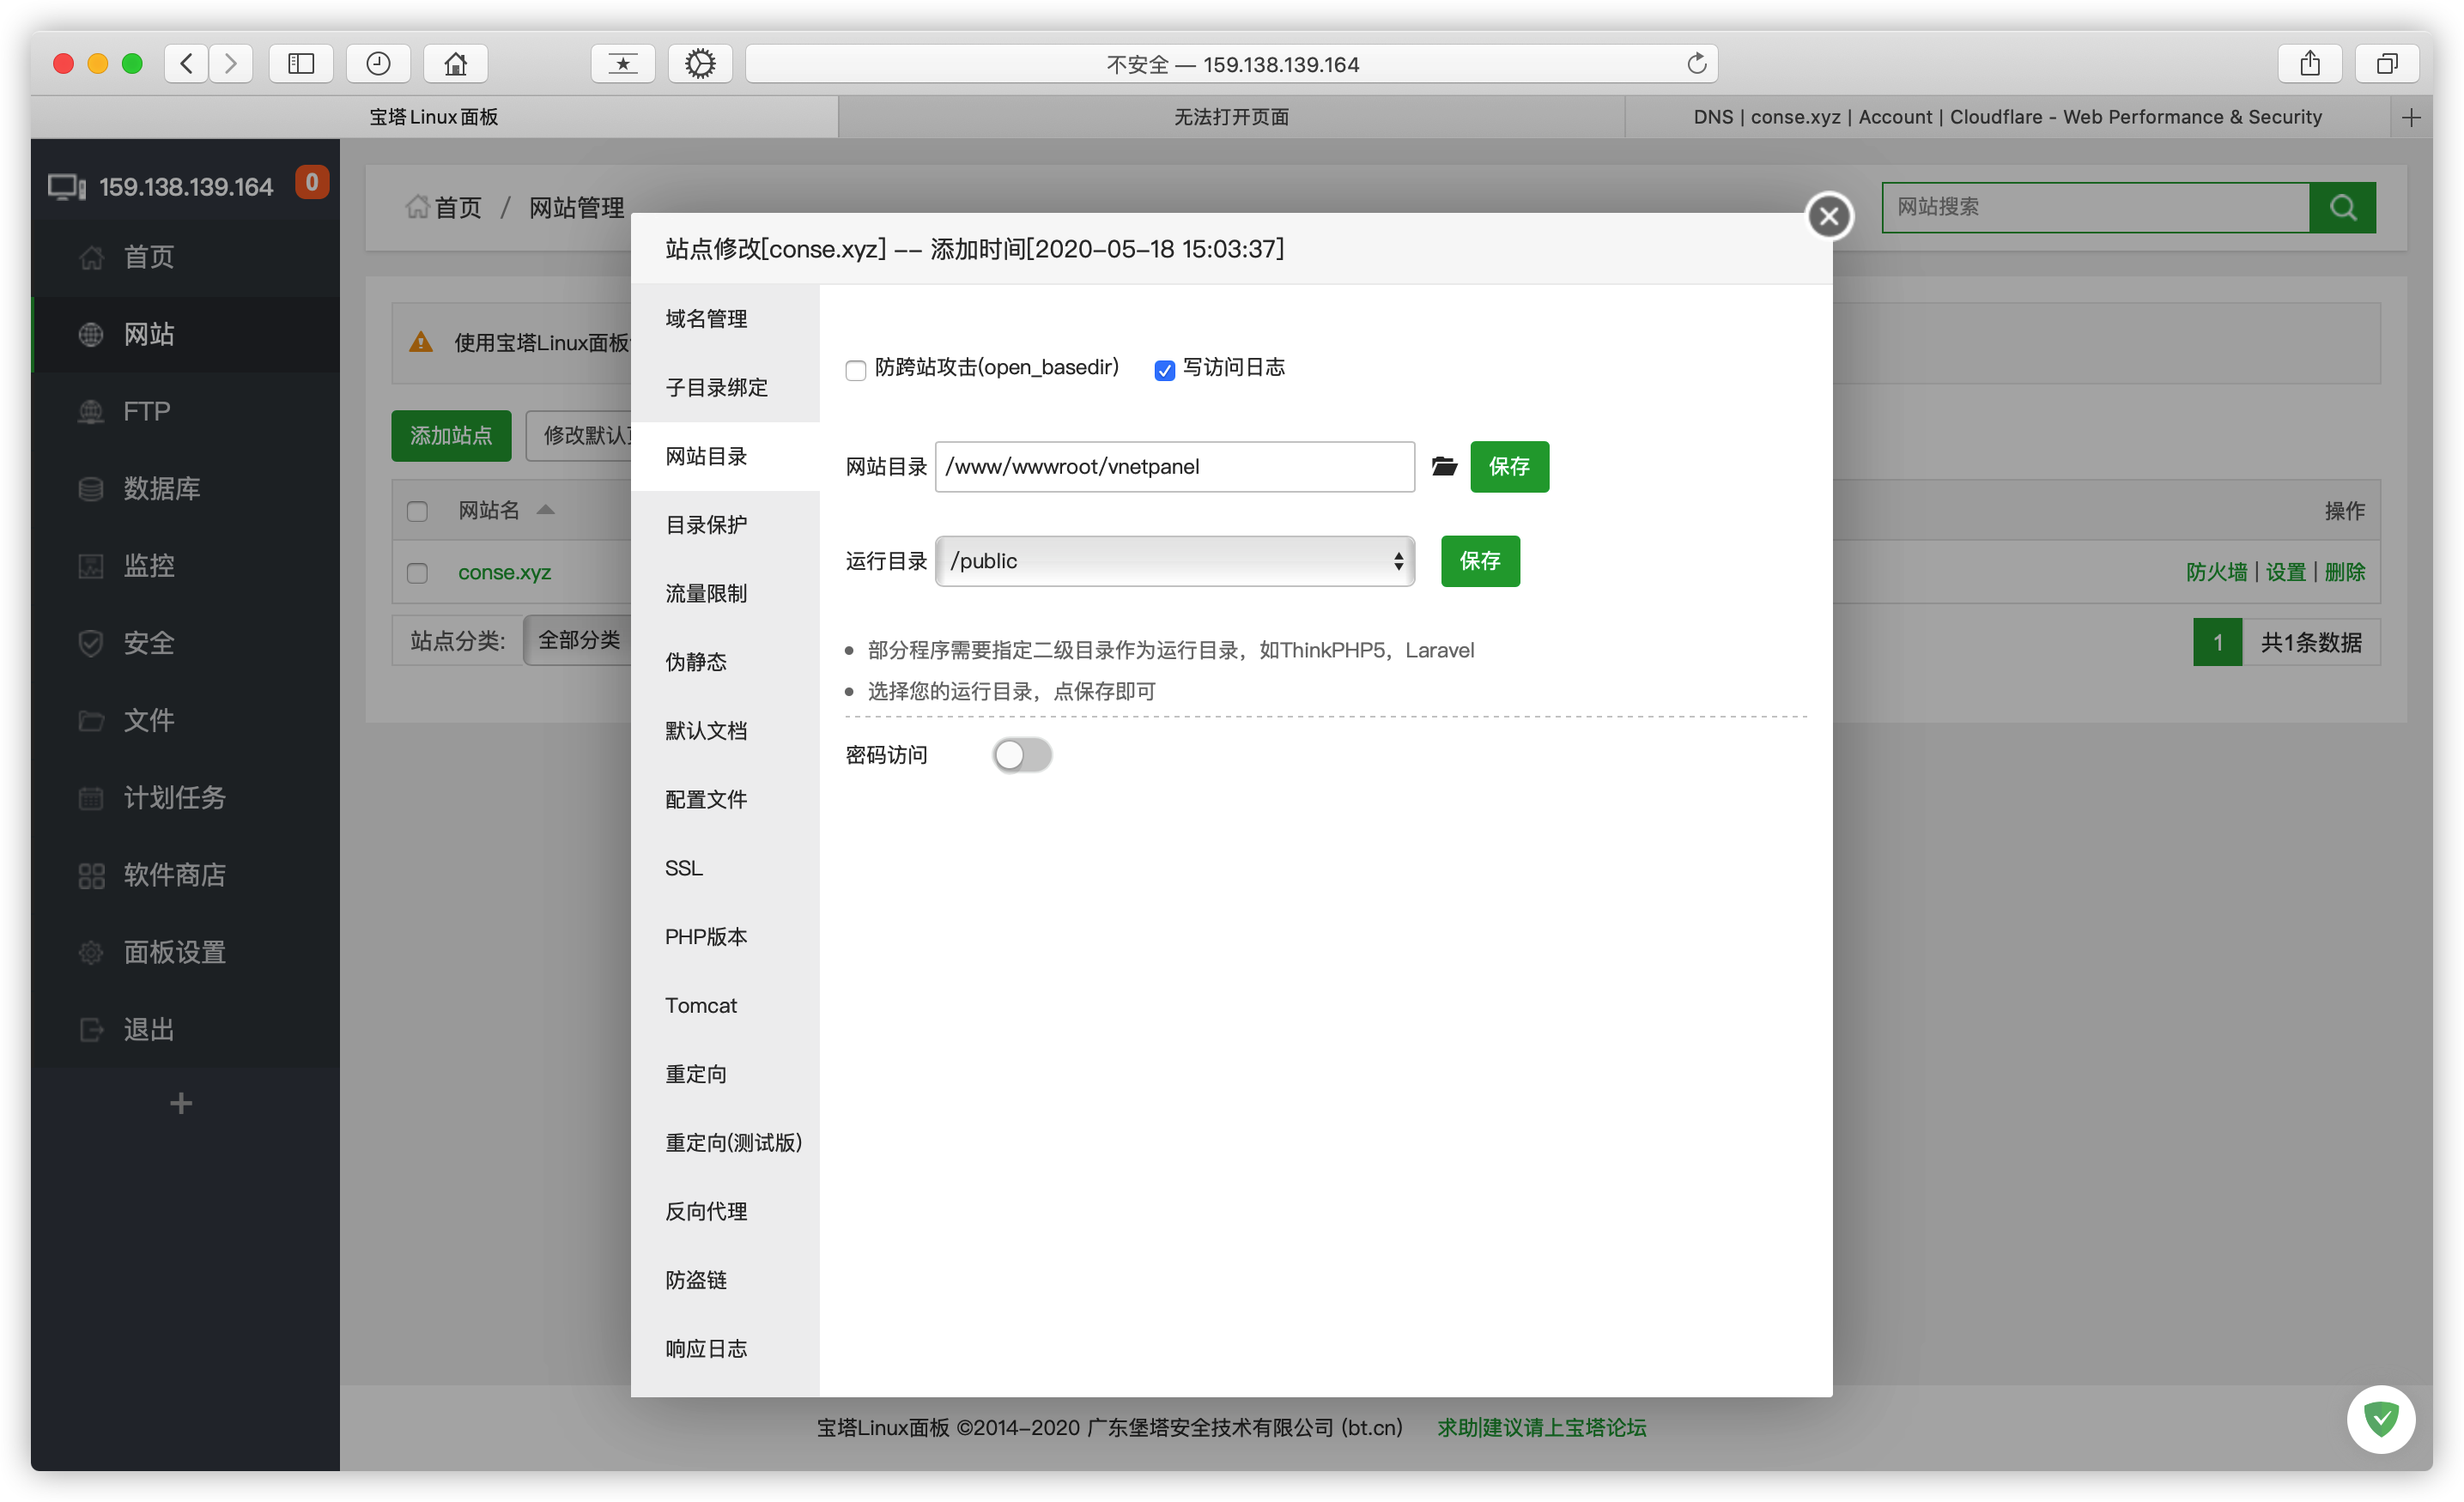 不安全 — 159.138.139.164
宝塔Linux面板
无法打开页面
DNS | conse.xyz | Account | Cloudflare - Web Performance & Security
159.138.139.164
0
首页
网站
FTP
数据库
监控
安全
文件
计划任务
软件商店
面板设置
退出
首页 / 网站管理
网站搜索
使用宝塔Linux面板
添加站点
修改默认
网站名
操作
conse.xyz
防火墙 | 设置 | 删除
站点分类:
全部分类
1
共1条数据
站点修改[conse.xyz] -- 添加时间[2020-05-18 15:03:37]
域名管理
子目录绑定
网站目录
目录保护
流量限制
伪静态
默认文档
配置文件
SSL
PHP版本
Tomcat
重定向
重定向(测试版)
反向代理
防盗链
响应日志
防跨站攻击(open_basedir)
写访问日志
网站目录
/www/wwwroot/vnetpanel
保存
运行目录
/public
保存
部分程序需要指定二级目录作为运行目录，如ThinkPHP5，Laravel
选择您的运行目录，点保存即可
密码访问
宝塔Linux面板 ©2014-2020 广东堡塔安全技术有限公司 (bt.cn)
求助|建议请上宝塔论坛